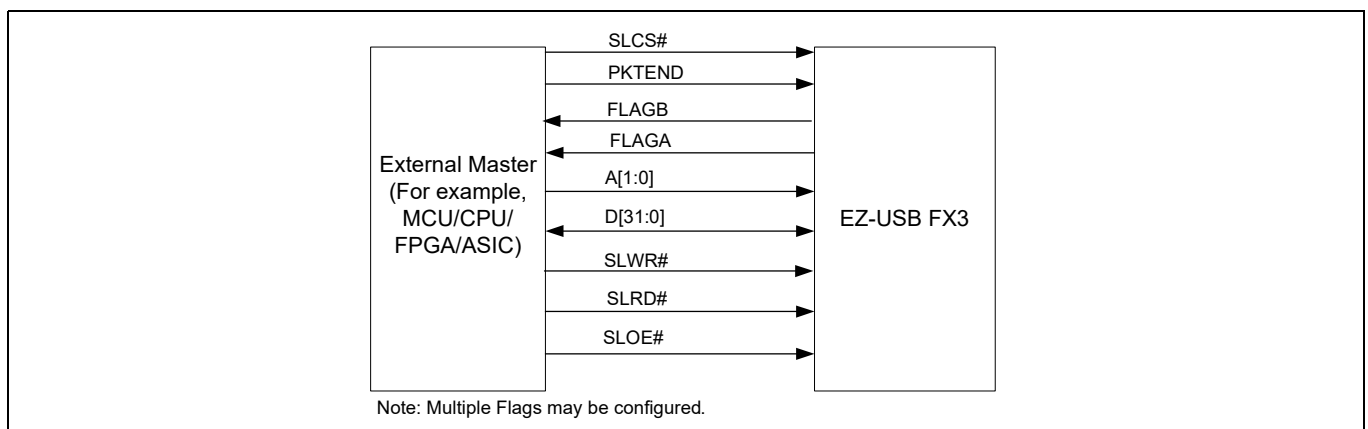 SLCS#
PKTEND
FLAGB
FLAGA
External Master
(For example,
MCU/CPU/
FPGA/ASIC)
A[1:0]
D[31:0]
EZ-USB FX3
SLWR#
SLRD#
SLOE#
Note: Multiple Flags may be configured.